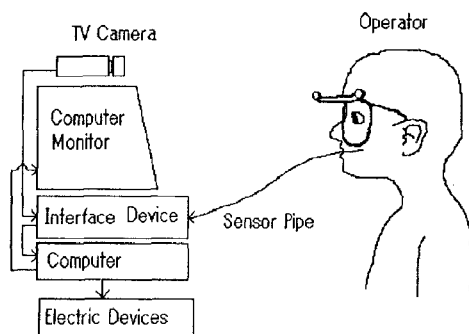 TV Camera
Operator
Computer
Monitor
Interface Device
Sensor Pipe
Computer
Electric Devices